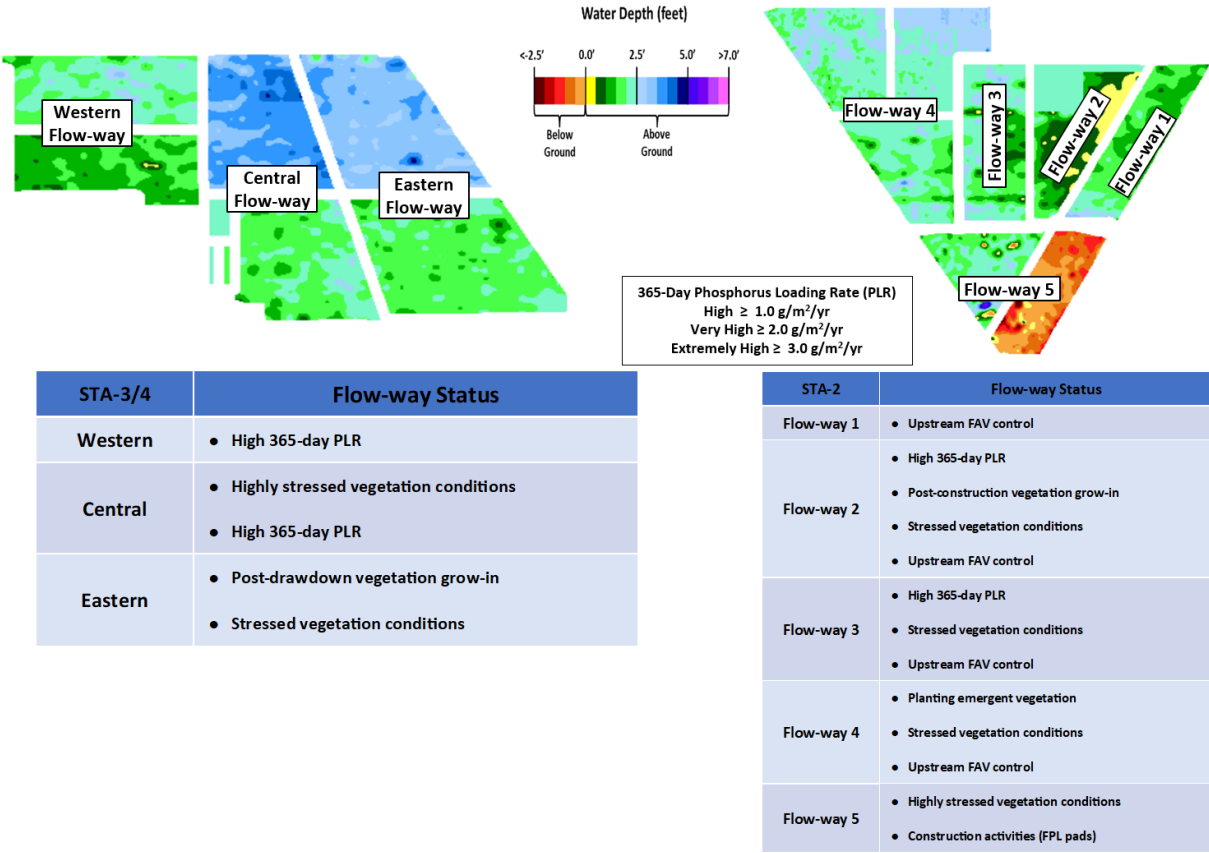 Water Depth (feet)
<-2.5' 0.0' 2.5' 5.0' >7.0'
Below
Ground
Above
Ground
Western
Flow-way
Central
Flow-way
Eastern
Flow-way
Flow-way 4
Flow-way 3
Flow-way 2
Flow-way 1
Flow-way 5
365-Day Phosphorus Loading Rate (PLR)
High ≥ 1.0 g/m²/yr
Very High ≥ 2.0 g/m²/yr
Extremely High ≥ 3.0 g/m²/yr
STA-3/4 Flow-way Status
Western
● High 365-day PLR
Central
● Highly stressed vegetation conditions
● High 365-day PLR
Eastern
● Post-drawdown vegetation grow-in
● Stressed vegetation conditions
STA-2 Flow-way Status
Flow-way 1
● Upstream FAV control
Flow-way 2
● High 365-day PLR
● Post-construction vegetation grow-in
● Stressed vegetation conditions
● Upstream FAV control
Flow-way 3
● High 365-day PLR
● Stressed vegetation conditions
● Upstream FAV control
Flow-way 4
● Planting emergent vegetation
● Stressed vegetation conditions
● Upstream FAV control
Flow-way 5
● Highly stressed vegetation conditions
● Construction activities (FPL pads)